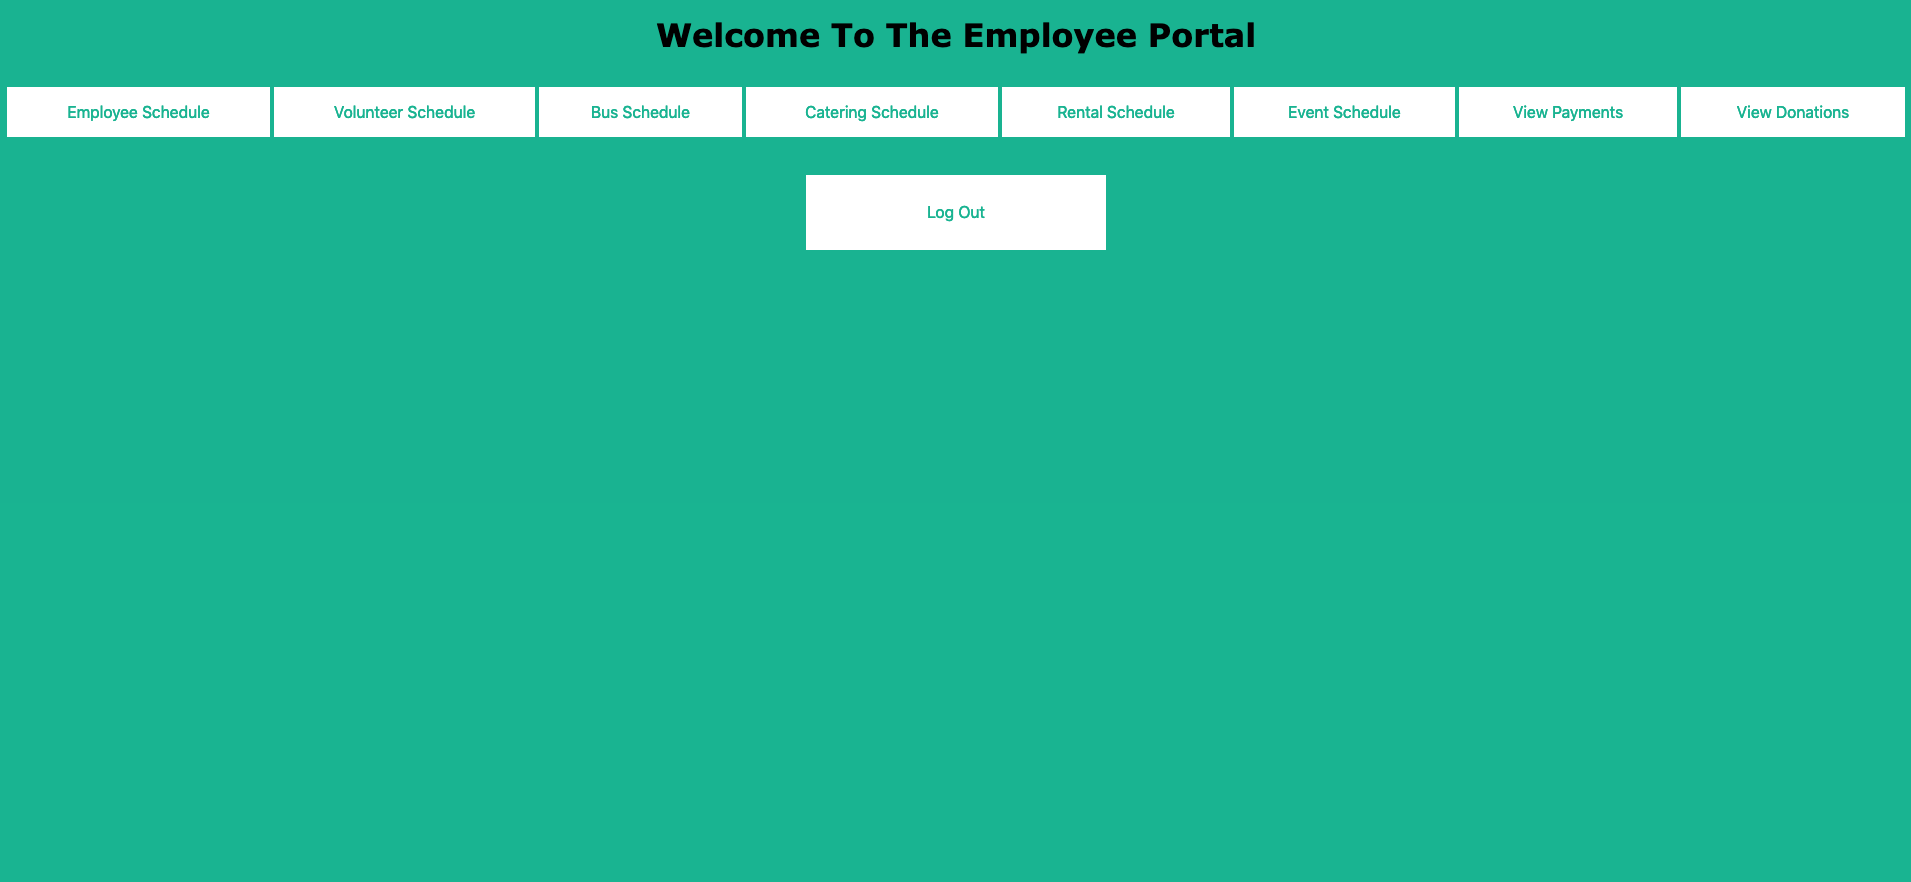 Welcome To The Employee Portal
Employee Schedule Volunteer Schedule Bus Schedule Catering Schedule Rental Schedule Event Schedule View Payments View Donations
Log Out